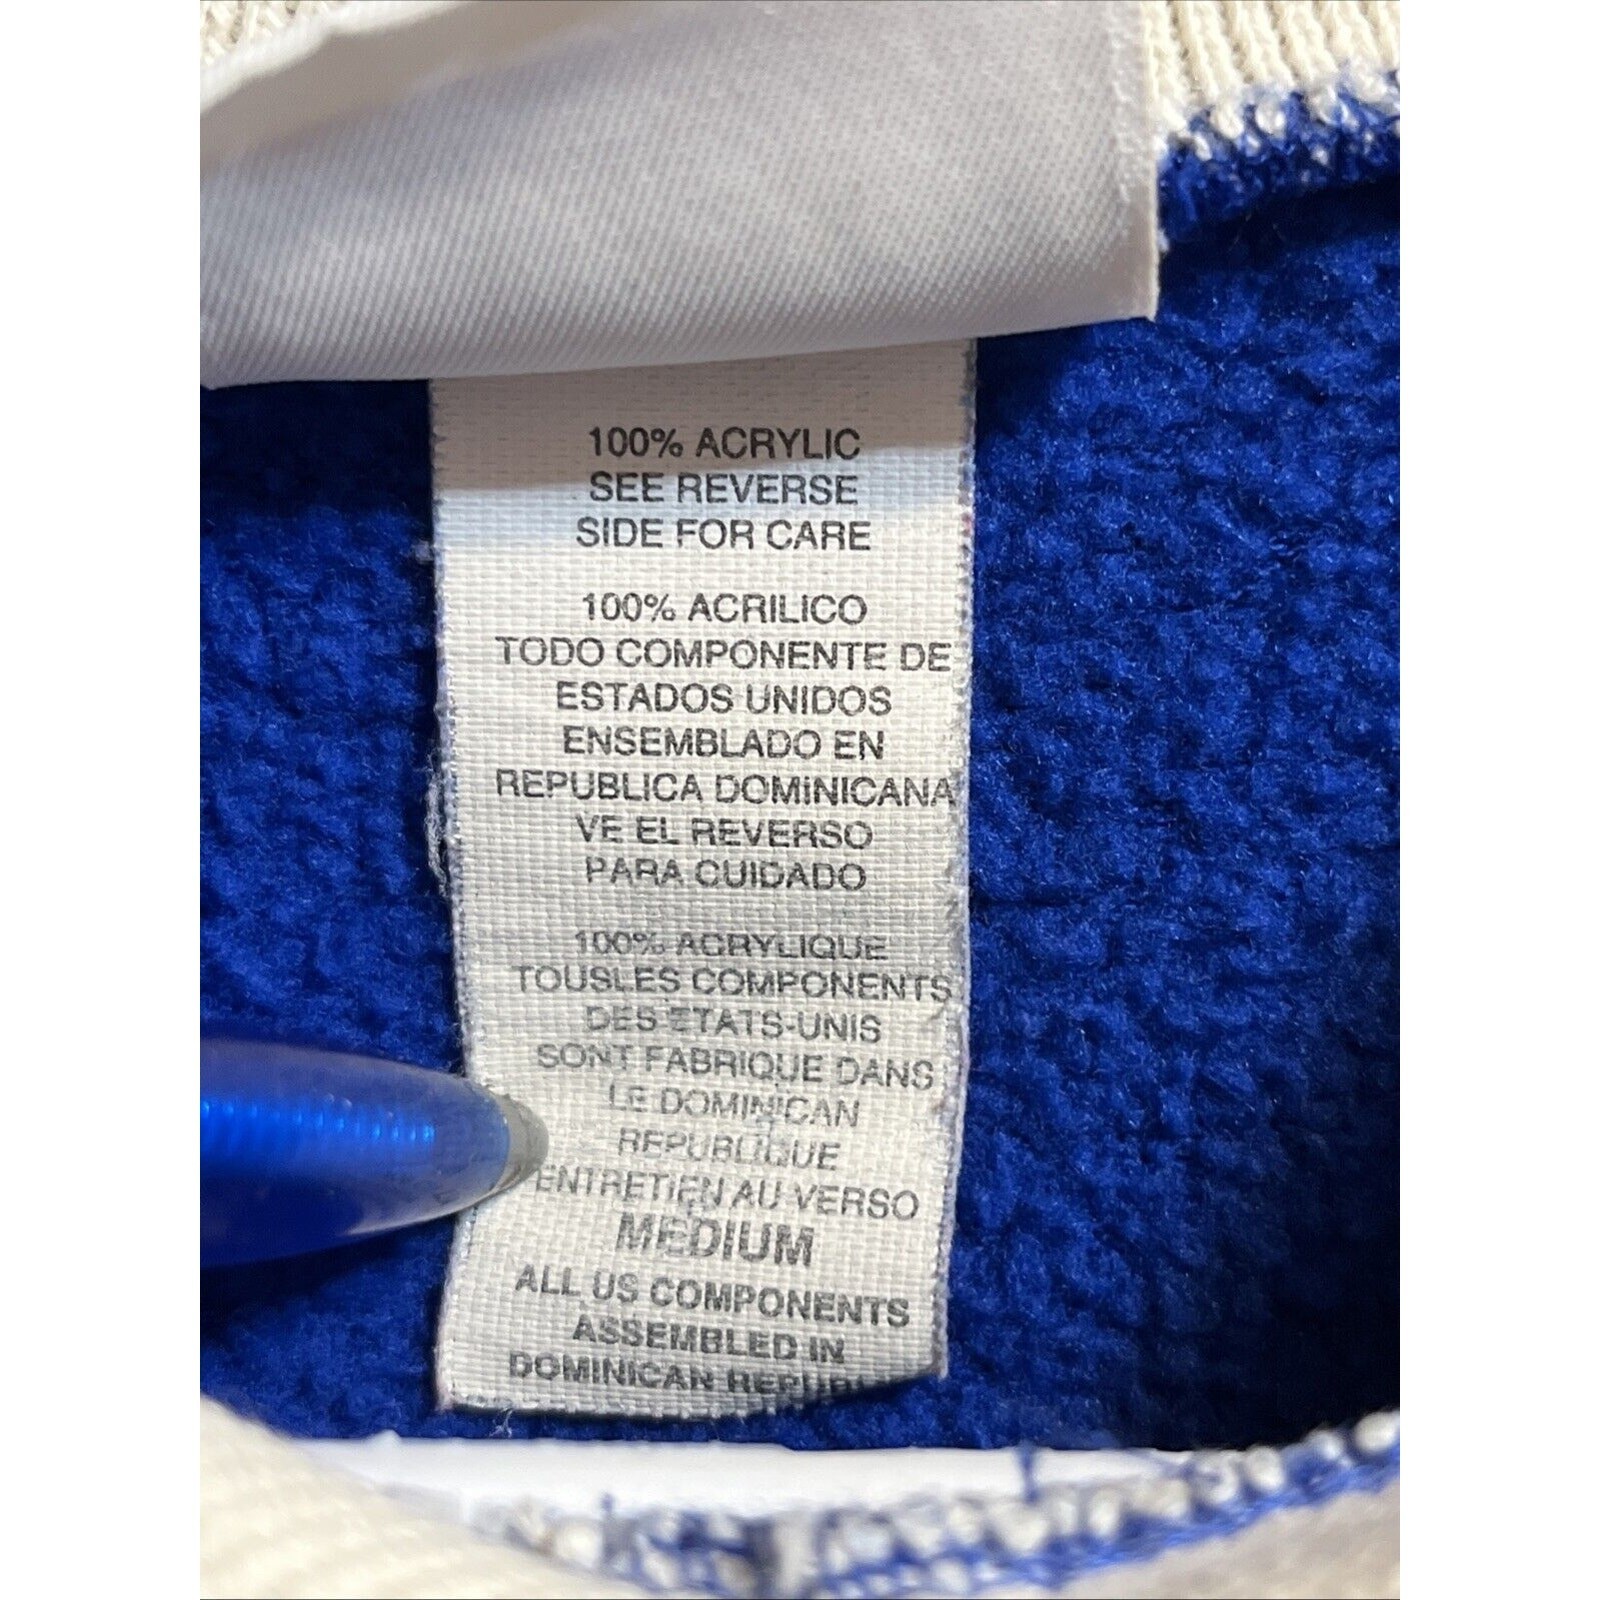 100% ACRYLIC
SEE REVERSE
SIDE FOR CARE
100% ACRILICO
TODO COMPONENTE DE
ESTADOS UNIDOS
ENSEMBLADO EN
REPUBLICA DOMINICANA
VE EL REVERSO
PARA CUIDADO
100% ACRYLIQUE
TOUSLES COMPONENTS
DES ETATS-UNIS
SONT FABRIQUE DANS
LE DOMINICAN
REPUBLIQUE
ENTRETIEN AU VERSO
MEDIUM
ALL US COMPONENTS
ASSEMBLED IN
DOMINICAN